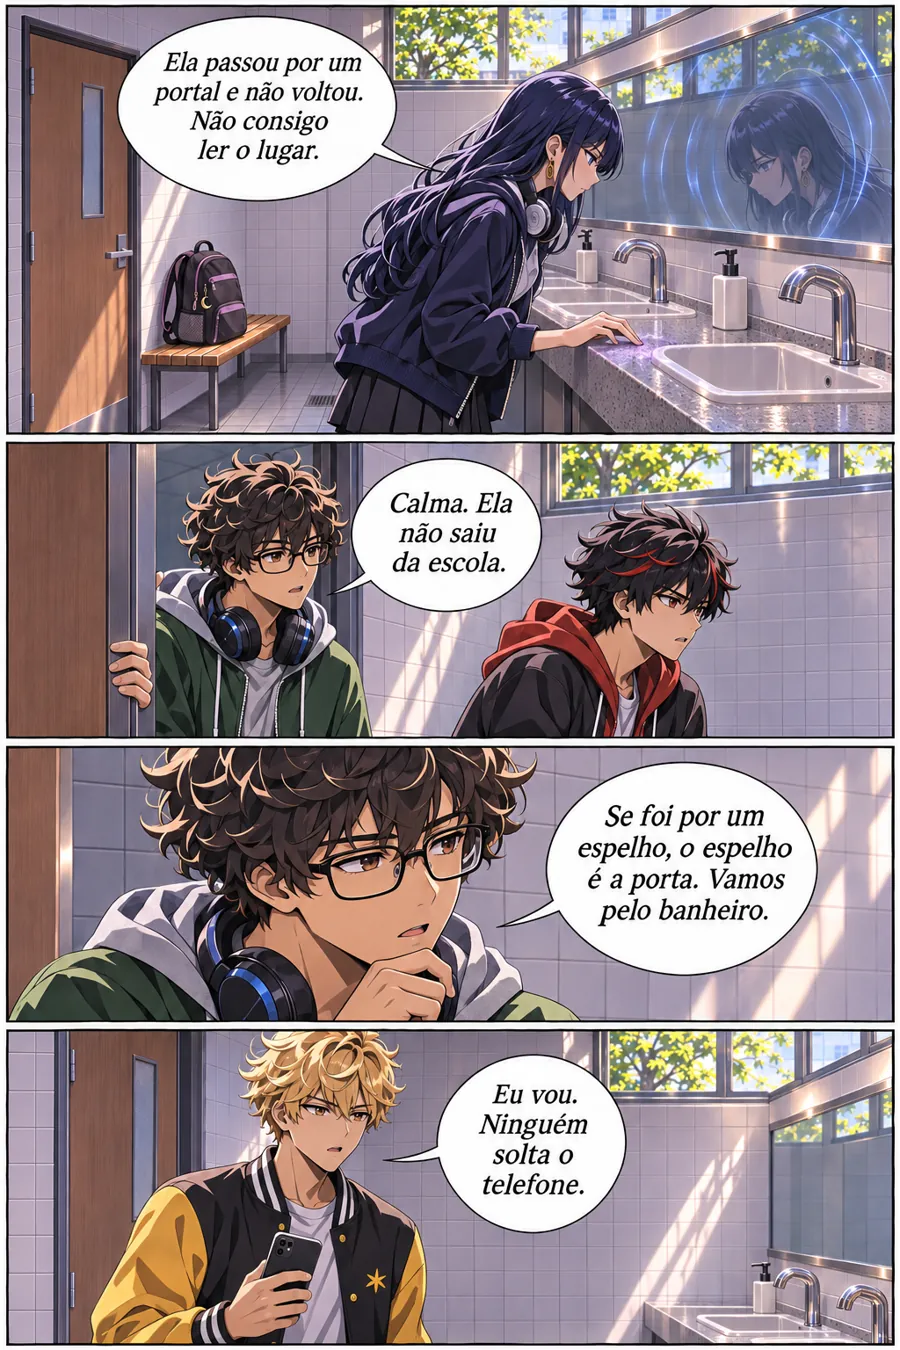 Ela passou por um
portal e não voltou.
Não consigo
ler o lugar.
Calma. Ela
não saiu
da escola.
Se foi por um
espelho, o espelho
é a porta. Vamos
pelo banheiro.
Eu vou.
Ninguém
solta o
telefone.